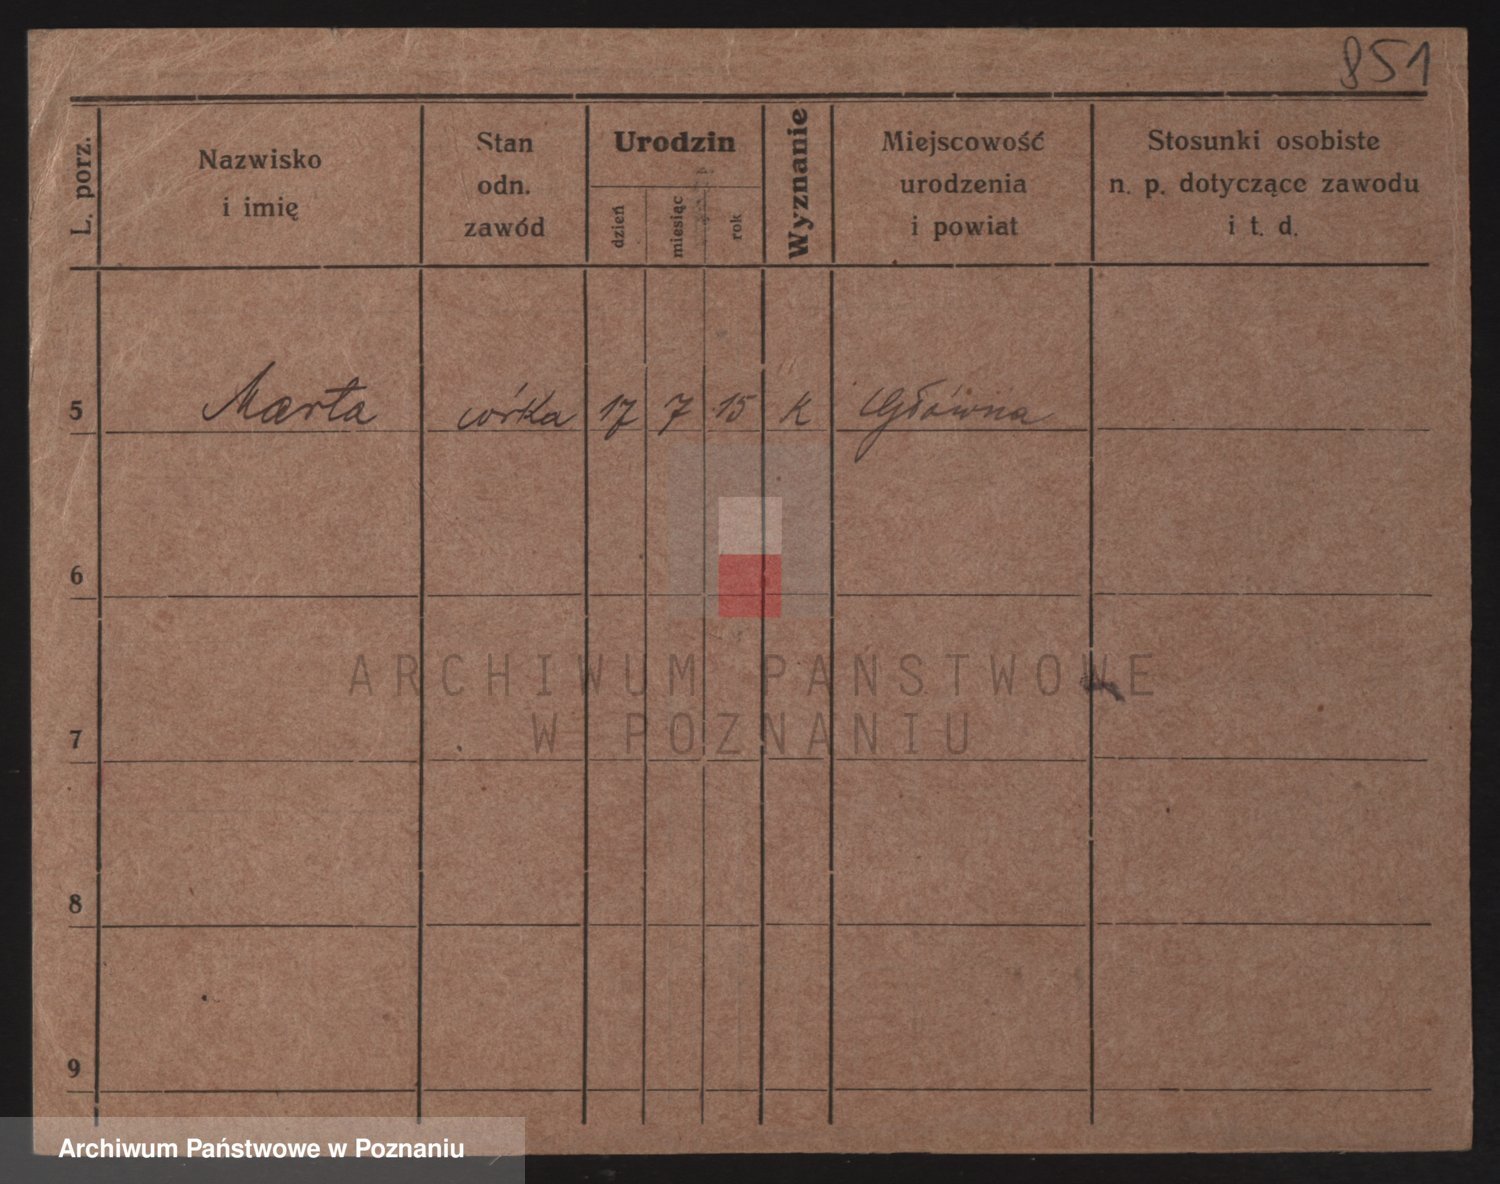 851
L. porz.
Nazwisko
i imię
Stan
odn.
zawód
Urodzin
dzień
miesiąc
rok
Wyznanie
Miejscowość
urodzenia
i powiat
Stosunki osobiste
n. p. dotyczące zawodu
i t. d.
5 Marta córka 17 7 15 K Główna
6
7
8
9
ARCHIWUM PAŃSTWOWE
W POZNANIU
Archiwum Państwowe w Poznaniu